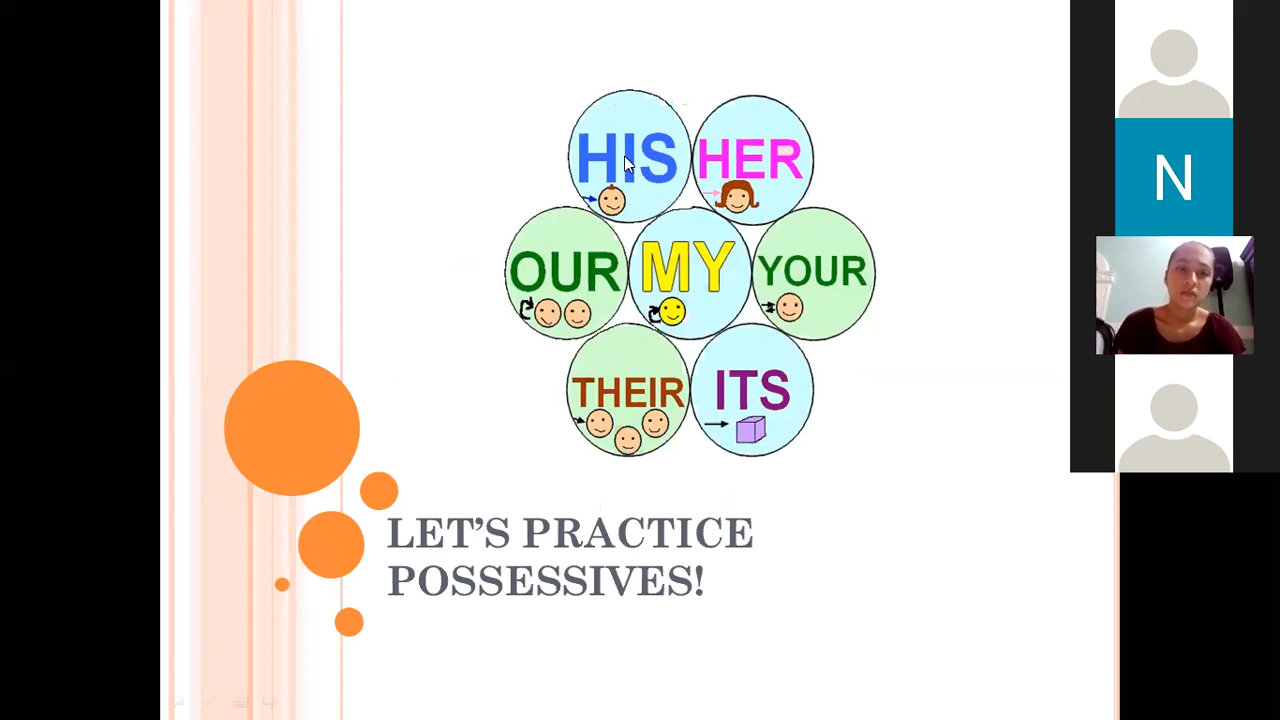 HIS HER
OUR MY YOUR
THEIR ITS
LET'S PRACTICE
POSSESSIVES!
N